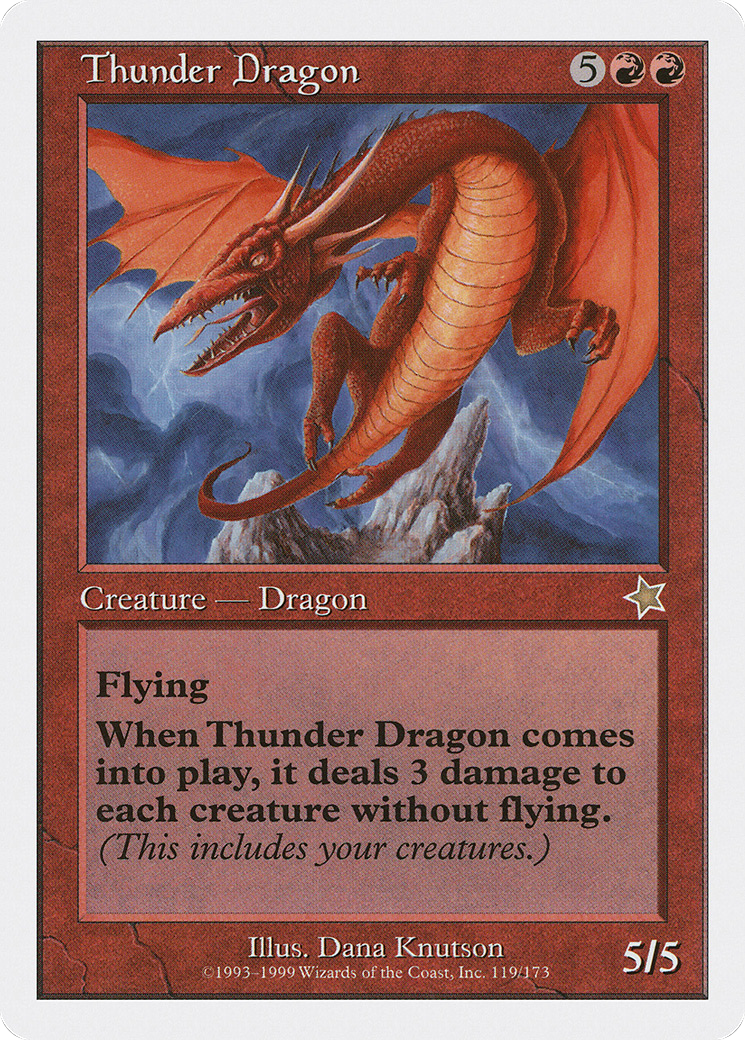 Thunder Dragon
5
Creature — Dragon
Flying
When Thunder Dragon comes
into play, it deals 3 damage to
each creature without flying.
(This includes your creatures.)
Illus. Dana Knutson
©1993–1999 Wizards of the Coast, Inc. 119/173
5/5